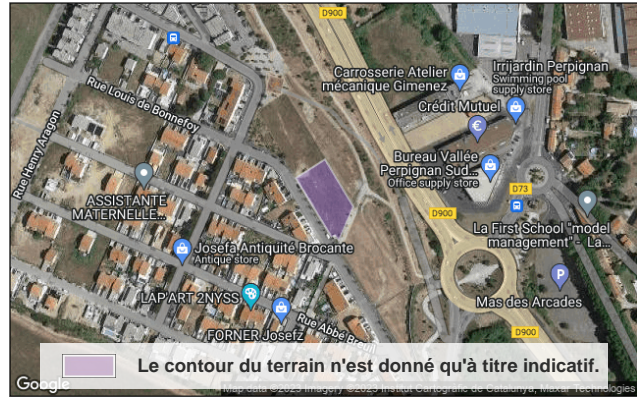 D900
Irrijardin Perpignan
Swimming pool
supply store
Carrosserie Atelier
mécanique Gimenez
Crédit Mutuel
Rue Louis de Bonnefoy
Rue Henry Aragon
Bureau Vallée
Perpignan Sud...
Office supply store
D73
ASSISTANTE
MATERNELLE...
D900
La First School "model
management" - La...
Josefa Antiquité Brocante
Antique store
LAP'ART 2NYSS
Mas des Arcades
P
FORNER Josefz
Rue Abbé Breuil
D900
Le contour du terrain n'est donné qu'à titre indicatif.
Google
Map data ©2023 Imagery ©2023 Institut Cartogràfic de Catalunya, Maxar Technologies